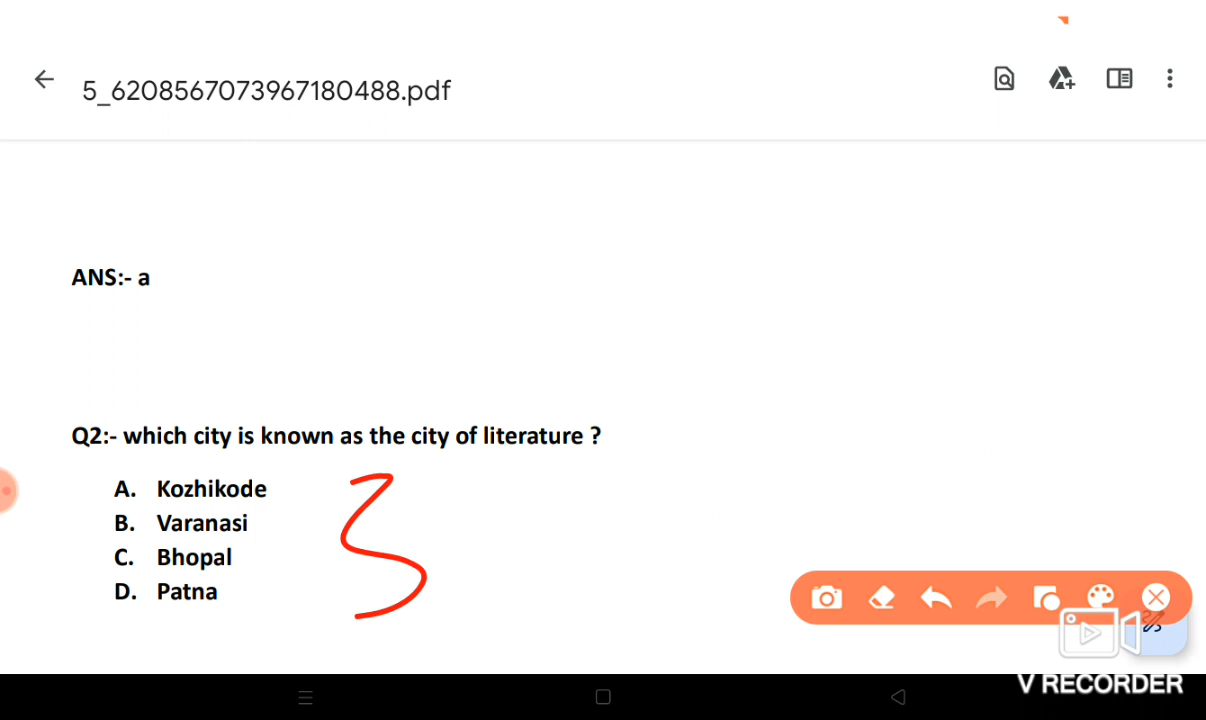 5_6208567073967180488.pdf
ANS:- a
Q2:- which city is known as the city of literature ?
A. Kozhikode
B. Varanasi
C. Bhopal
D. Patna
V RECORDER